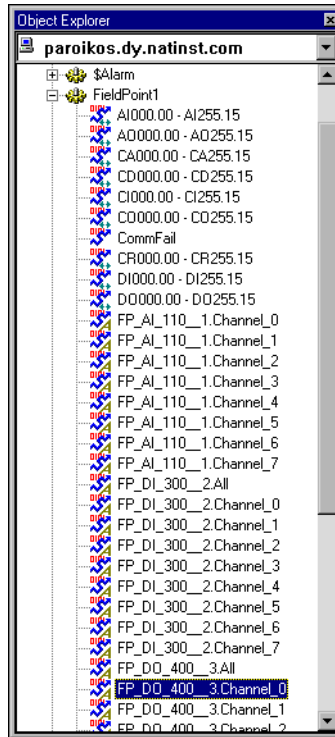 Object Explorer
paroikos.dy.natinst.com
$Alarm
FieldPoint1
AI000.00 - AI255.15
AO000.00 - AO255.15
CA000.00 - CA255.15
CD000.00 - CD255.15
CI000.00 - CI255.15
CO000.00 - CO255.15
CommFail
CR000.00 - CR255.15
DI000.00 - DI255.15
DO000.00 - DO255.15
FP_AI_110__1.Channel_0
FP_AI_110__1.Channel_1
FP_AI_110__1.Channel_2
FP_AI_110__1.Channel_3
FP_AI_110__1.Channel_4
FP_AI_110__1.Channel_5
FP_AI_110__1.Channel_6
FP_AI_110__1.Channel_7
FP_DI_300__2.All
FP_DI_300__2.Channel_0
FP_DI_300__2.Channel_1
FP_DI_300__2.Channel_2
FP_DI_300__2.Channel_3
FP_DI_300__2.Channel_4
FP_DI_300__2.Channel_5
FP_DI_300__2.Channel_6
FP_DI_300__2.Channel_7
FP_DO_400__3.All
FP_DO_400__3.Channel_0
FP_DO_400__3.Channel_1
FP_DO_400__3.Channel_2